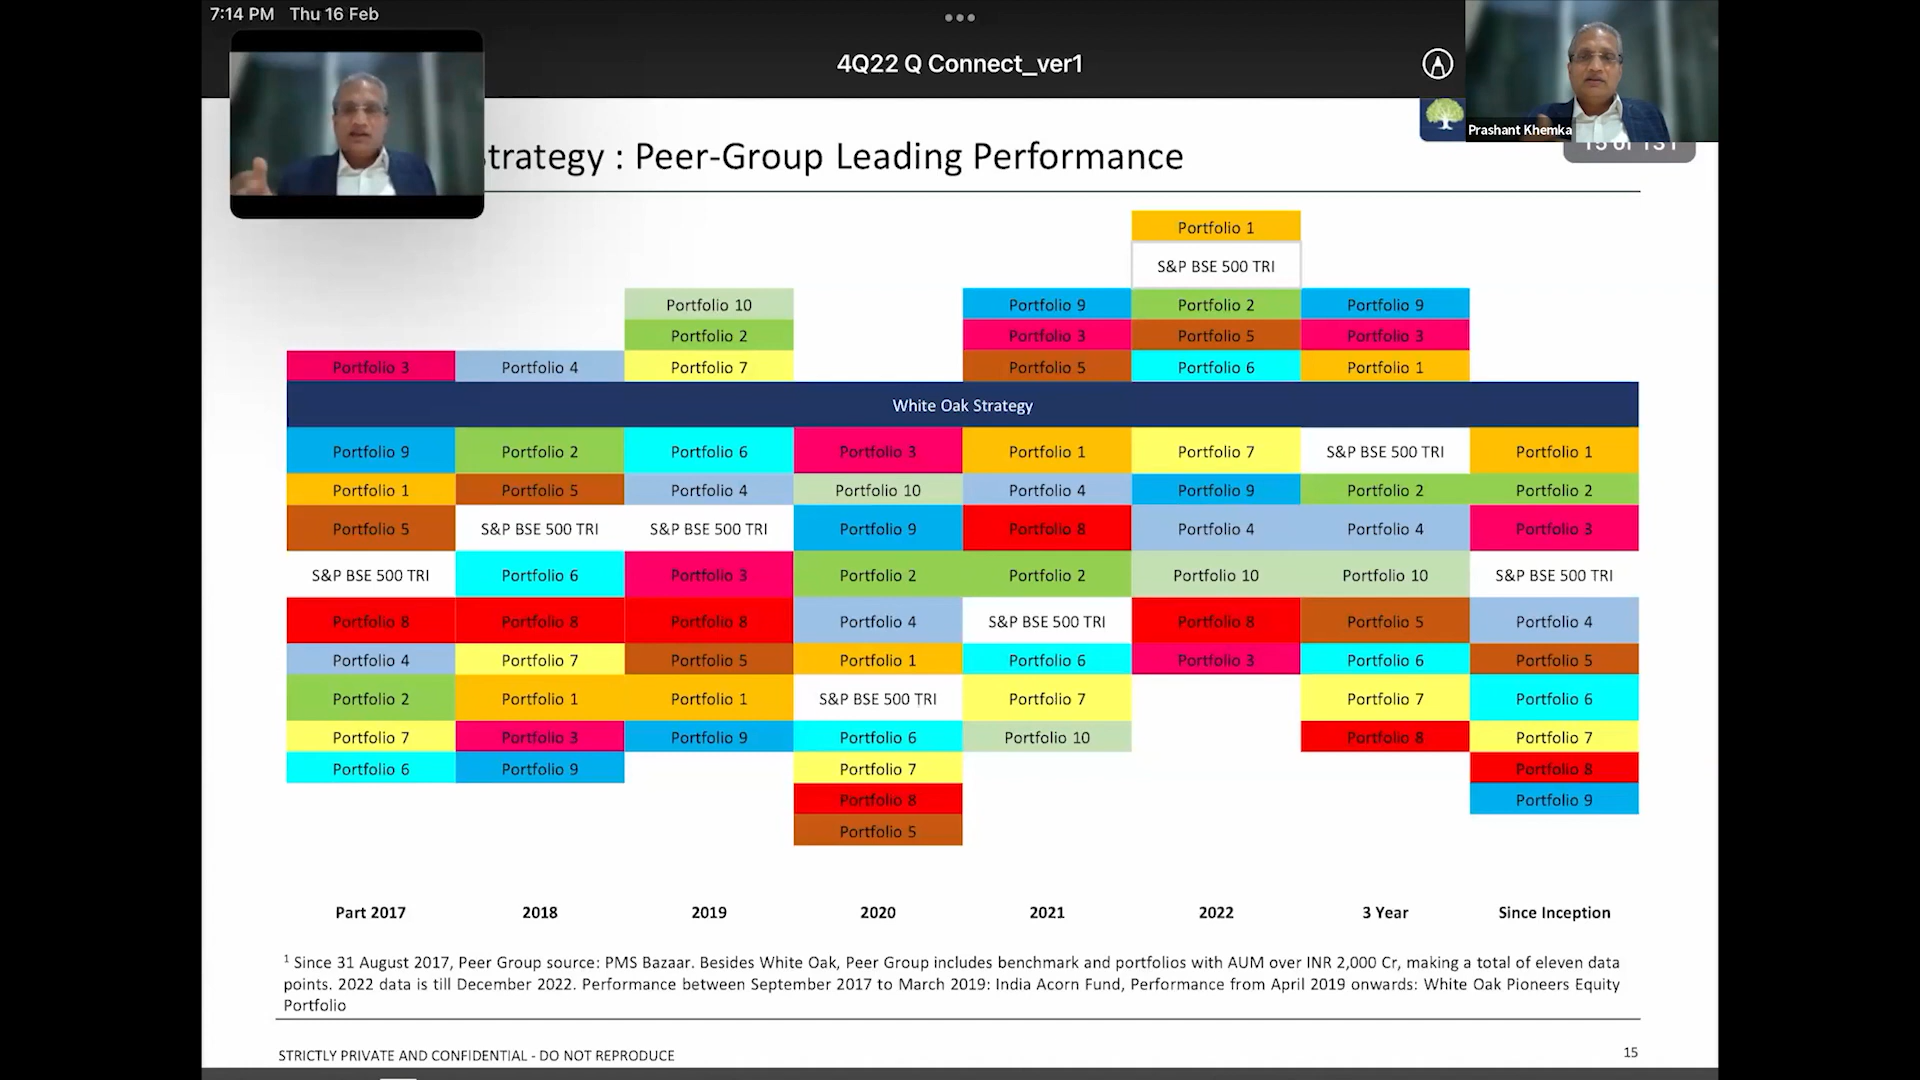 7:14 PM Thu 16 Feb
4Q22 Q Connect_ver1
Prashant Khemka
15 of 131
trategy : Peer-Group Leading Performance
Portfolio 1
S&P BSE 500 TRI
Portfolio 10 Portfolio 9 Portfolio 2 Portfolio 9
Portfolio 2 Portfolio 3 Portfolio 5 Portfolio 3
Portfolio 3 Portfolio 4 Portfolio 7 Portfolio 5 Portfolio 6 Portfolio 1
White Oak Strategy
Portfolio 9 Portfolio 2 Portfolio 6 Portfolio 3 Portfolio 1 Portfolio 7 S&P BSE 500 TRI Portfolio 1
Portfolio 1 Portfolio 5 Portfolio 4 Portfolio 10 Portfolio 4 Portfolio 9 Portfolio 2 Portfolio 2
Portfolio 5 S&P BSE 500 TRI S&P BSE 500 TRI Portfolio 9 Portfolio 8 Portfolio 4 Portfolio 4 Portfolio 3
S&P BSE 500 TRI Portfolio 6 Portfolio 3 Portfolio 2 Portfolio 2 Portfolio 10 Portfolio 10 S&P BSE 500 TRI
Portfolio 8 Portfolio 8 Portfolio 8 Portfolio 4 S&P BSE 500 TRI Portfolio 8 Portfolio 5 Portfolio 4
Portfolio 4 Portfolio 7 Portfolio 5 Portfolio 1 Portfolio 6 Portfolio 3 Portfolio 6 Portfolio 5
Portfolio 2 Portfolio 1 Portfolio 1 S&P BSE 500 TRI Portfolio 7 Portfolio 7 Portfolio 6
Portfolio 7 Portfolio 3 Portfolio 9 Portfolio 6 Portfolio 10 Portfolio 8 Portfolio 7
Portfolio 6 Portfolio 9 Portfolio 7 Portfolio 8
Portfolio 8 Portfolio 9
Portfolio 5
Part 2017 2018 2019 2020 2021 2022 3 Year Since Inception
1 Since 31 August 2017, Peer Group source: PMS Bazaar. Besides White Oak, Peer Group includes benchmark and portfolios with AUM over INR 2,000 Cr, making a total of eleven data
points. 2022 data is till December 2022. Performance between September 2017 to March 2019: India Acorn Fund, Performance from April 2019 onwards: White Oak Pioneers Equity
Portfolio
STRICTLY PRIVATE AND CONFIDENTIAL - DO NOT REPRODUCE
15